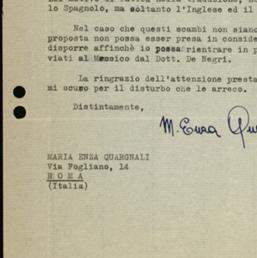 lo Spagnolo, ma soltanto l'Inglese ed il
Nel caso che questi scambi non sian
proposta non possa esser presa in conside
disporre affinchè io possa rientrare in p
viati al Messico dal Dott. De Negri.
La ringrazio dell'attenzione presta
mi scuso per il disturbo che le arreco.
Distintamente,
M. Enza Qu
MARIA ENZA QUARGNALI
Via Fogliano, 14
R O M A
(Italia)